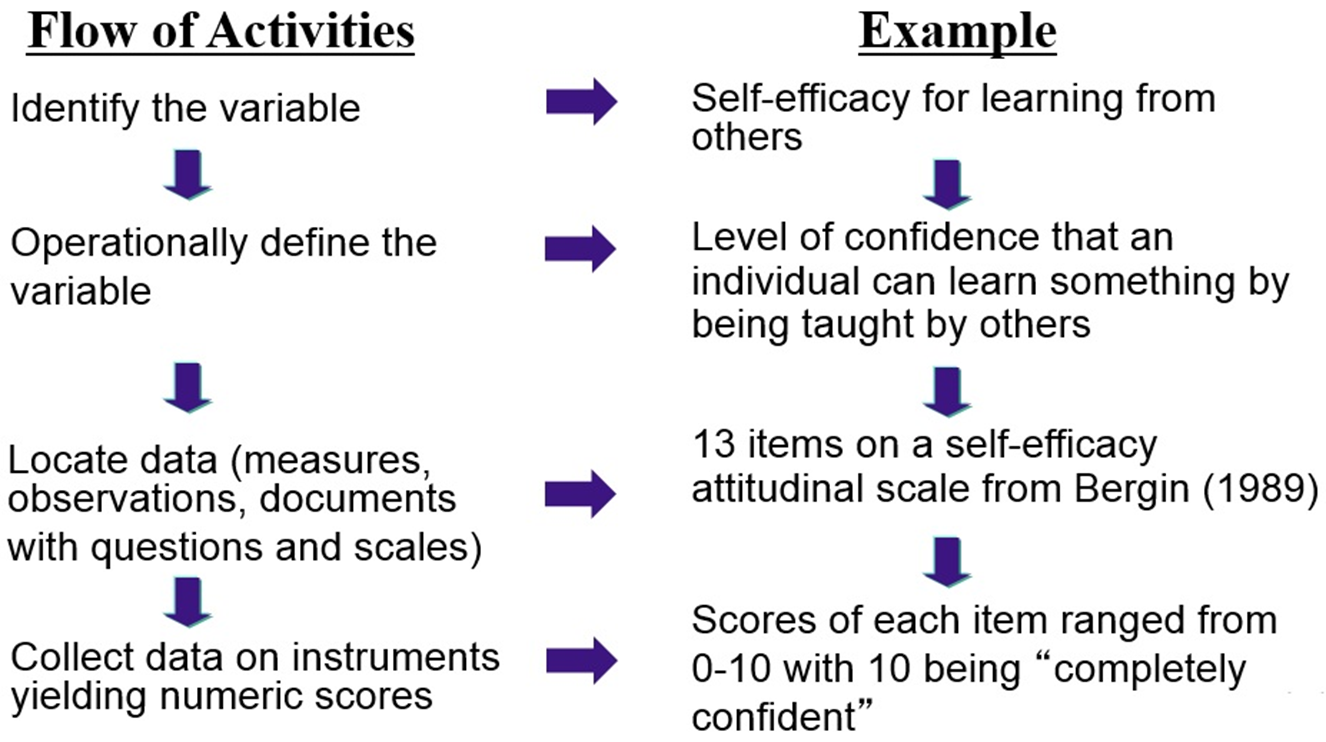 Flow of Activities
Example
Identify the variable
Self-efficacy for learning from
others
Operationally define the
variable
Level of confidence that an
individual can learn something by
being taught by others
Locate data (measures,
observations, documents
with questions and scales)
13 items on a self-efficacy
attitudinal scale from Bergin (1989)
Collect data on instruments
yielding numeric scores
Scores of each item ranged from
0-10 with 10 being “completely
confident”